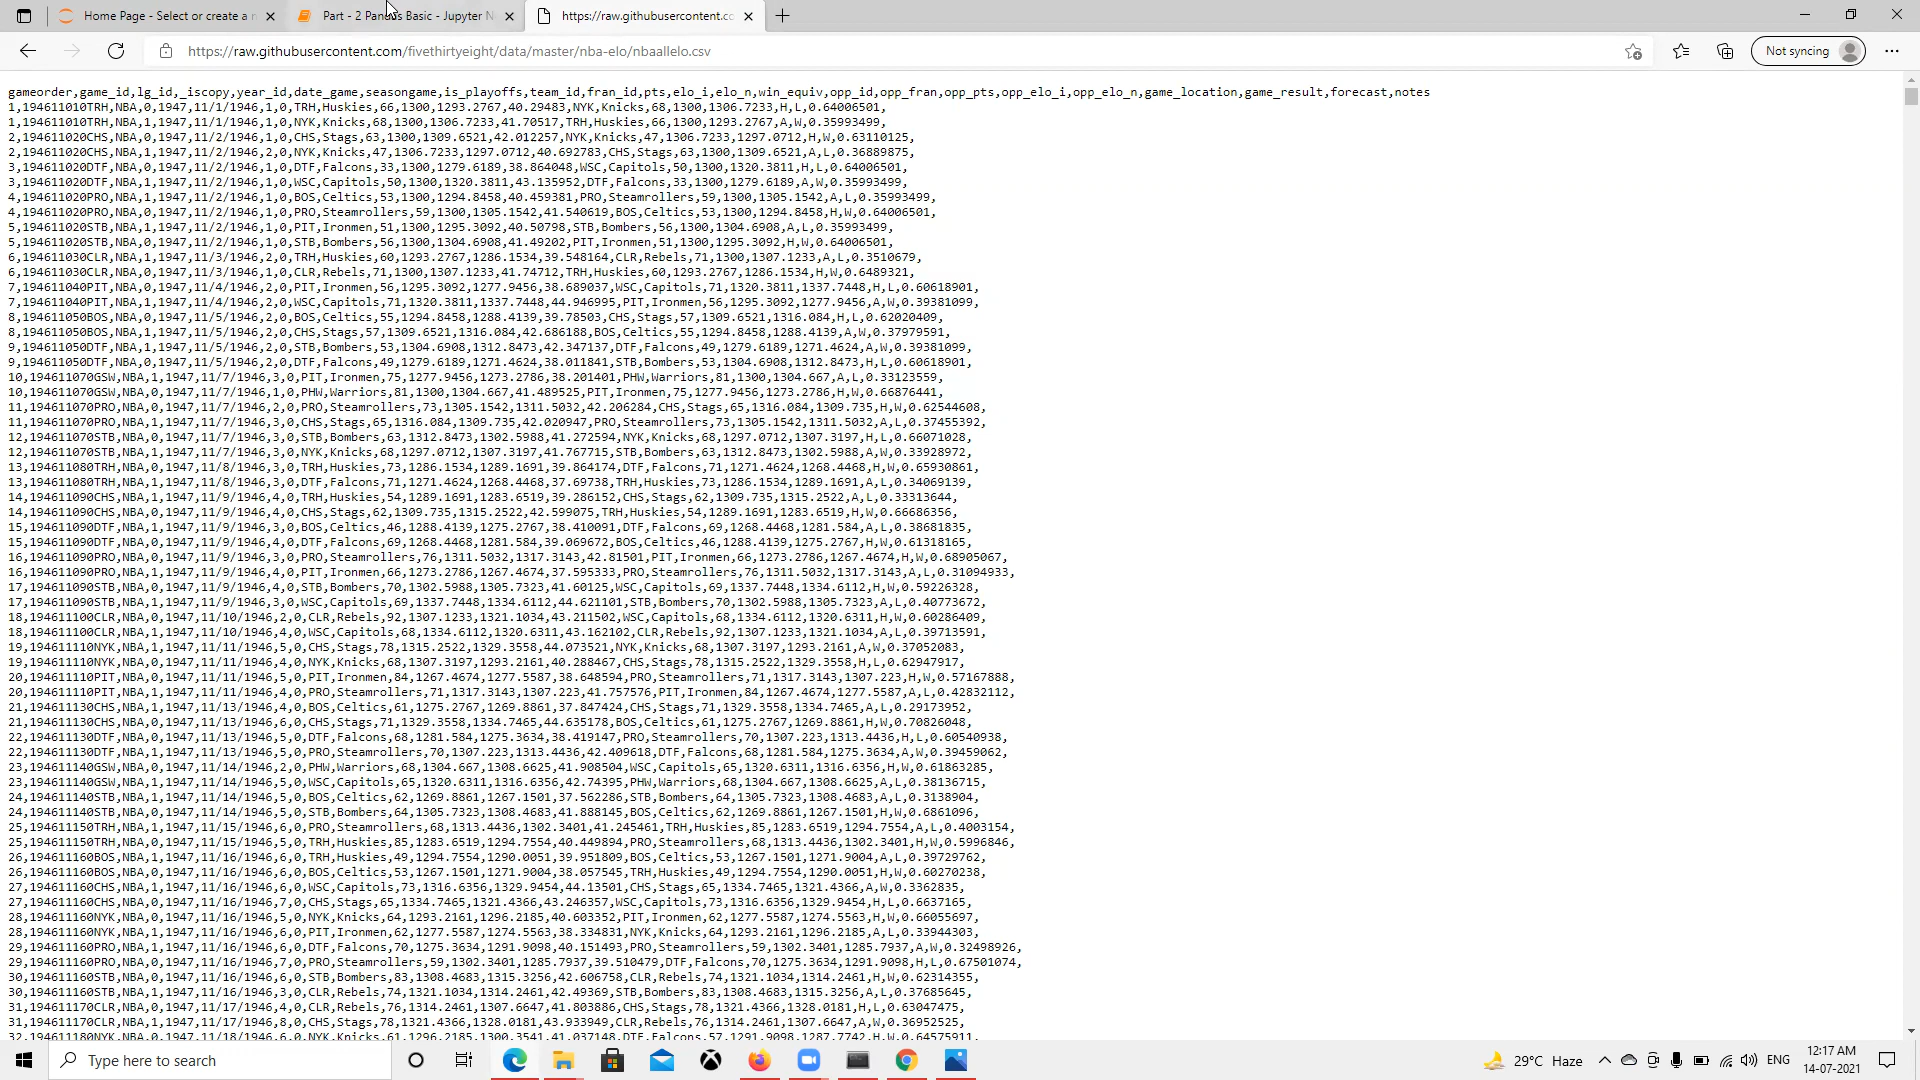 Home Page - Select or create a n
Part - 2 Pandas Basic - Jupyter N
https://raw.githubusercontent.co
https://raw.githubusercontent.com/fivethirtyeight/data/master/nba-elo/nbaallelo.csv
Not syncing
gameorder,game_id,lg_id,_iscopy,year_id,date_game,seasongame,is_playoffs,team_id,fran_id,pts,elo_i,elo_n,win_equiv,opp_id,opp_fran,opp_pts,opp_elo_i,opp_elo_n,game_location,game_result,forecast,notes
1,194611010TRH,NBA,0,1947,11/1/1946,1,0,TRH,Huskies,66,1300,1293.2767,40.29483,NYK,Knicks,68,1300,1306.7233,H,L,0.64006501,
1,194611010TRH,NBA,1,1947,11/1/1946,1,0,NYK,Knicks,68,1300,1306.7233,41.70517,TRH,Huskies,66,1300,1293.2767,A,W,0.35993499,
2,194611020CHS,NBA,0,1947,11/2/1946,1,0,CHS,Stags,63,1300,1309.6521,42.012257,NYK,Knicks,47,1306.7233,1297.0712,H,W,0.63110125,
2,194611020CHS,NBA,1,1947,11/2/1946,2,0,NYK,Knicks,47,1306.7233,1297.0712,40.692783,CHS,Stags,63,1300,1309.6521,A,L,0.36889875,
3,194611020DTF,NBA,0,1947,11/2/1946,1,0,DTF,Falcons,33,1300,1279.6189,38.864048,WSC,Capitols,50,1300,1320.3811,H,L,0.64006501,
3,194611020DTF,NBA,1,1947,11/2/1946,1,0,WSC,Capitols,50,1300,1320.3811,43.135952,DTF,Falcons,33,1300,1279.6189,A,W,0.35993499,
4,194611020PRO,NBA,1,1947,11/2/1946,1,0,BOS,Celtics,53,1300,1294.8458,40.459381,PRO,Steamrollers,59,1300,1305.1542,A,L,0.35993499,
4,194611020PRO,NBA,0,1947,11/2/1946,1,0,PRO,Steamrollers,59,1300,1305.1542,41.540619,BOS,Celtics,53,1300,1294.8458,H,W,0.64006501,
5,194611020STB,NBA,1,1947,11/2/1946,1,0,PIT,Ironmen,51,1300,1295.3092,40.50798,STB,Bombers,56,1300,1304.6908,A,L,0.35993499,
5,194611020STB,NBA,0,1947,11/2/1946,1,0,STB,Bombers,56,1300,1304.6908,41.49202,PIT,Ironmen,51,1300,1295.3092,H,W,0.64006501,
6,194611030CLR,NBA,1,1947,11/3/1946,2,0,TRH,Huskies,60,1293.2767,1286.1534,39.548164,CLR,Rebels,71,1300,1307.1233,A,L,0.3510679,
6,194611030CLR,NBA,0,1947,11/3/1946,1,0,CLR,Rebels,71,1300,1307.1233,41.74712,TRH,Huskies,60,1293.2767,1286.1534,H,W,0.6489321,
7,194611040PIT,NBA,0,1947,11/4/1946,2,0,PIT,Ironmen,56,1295.3092,1277.9456,38.689037,WSC,Capitols,71,1320.3811,1337.7448,H,L,0.60618901,
7,194611040PIT,NBA,1,1947,11/4/1946,2,0,WSC,Capitols,71,1320.3811,1337.7448,44.946995,PIT,Ironmen,56,1295.3092,1277.9456,A,W,0.39381099,
8,194611050BOS,NBA,0,1947,11/5/1946,2,0,BOS,Celtics,55,1294.8458,1288.4139,39.78503,CHS,Stags,57,1309.6521,1316.084,H,L,0.62020409,
8,194611050BOS,NBA,1,1947,11/5/1946,2,0,CHS,Stags,57,1309.6521,1316.084,42.686188,BOS,Celtics,55,1294.8458,1288.4139,A,W,0.37979591,
9,194611050DTF,NBA,1,1947,11/5/1946,2,0,STB,Bombers,53,1304.6908,1312.8473,42.347137,DTF,Falcons,49,1279.6189,1271.4624,A,W,0.39381099,
9,194611050DTF,NBA,0,1947,11/5/1946,2,0,DTF,Falcons,49,1279.6189,1271.4624,38.011841,STB,Bombers,53,1304.6908,1312.8473,H,L,0.60618901,
10,194611070GSW,NBA,1,1947,11/7/1946,3,0,PIT,Ironmen,75,1277.9456,1273.2786,38.201401,PHW,Warriors,81,1300,1304.667,A,L,0.33123559,
10,194611070GSW,NBA,0,1947,11/7/1946,1,0,PHW,Warriors,81,1300,1304.667,41.489525,PIT,Ironmen,75,1277.9456,1273.2786,H,W,0.66876441,
11,194611070PRO,NBA,0,1947,11/7/1946,2,0,PRO,Steamrollers,73,1305.1542,1311.5032,42.206284,CHS,Stags,65,1316.084,1309.735,H,W,0.62544608,
11,194611070PRO,NBA,1,1947,11/7/1946,3,0,CHS,Stags,65,1316.084,1309.735,42.020947,PRO,Steamrollers,73,1305.1542,1311.5032,A,L,0.37455392,
12,194611070STB,NBA,0,1947,11/7/1946,3,0,STB,Bombers,63,1312.8473,1302.5988,41.272594,NYK,Knicks,68,1297.0712,1307.3197,H,L,0.66071028,
12,194611070STB,NBA,1,1947,11/7/1946,3,0,NYK,Knicks,68,1297.0712,1307.3197,41.767715,STB,Bombers,63,1312.8473,1302.5988,A,W,0.33928972,
13,194611080TRH,NBA,0,1947,11/8/1946,3,0,TRH,Huskies,73,1286.1534,1289.1691,39.864174,DTF,Falcons,71,1271.4624,1268.4468,H,W,0.65930861,
13,194611080TRH,NBA,1,1947,11/8/1946,3,0,DTF,Falcons,71,1271.4624,1268.4468,37.69738,TRH,Huskies,73,1286.1534,1289.1691,A,L,0.34069139,
14,194611090CHS,NBA,1,1947,11/9/1946,4,0,TRH,Huskies,54,1289.1691,1283.6519,39.286152,CHS,Stags,62,1309.735,1315.2522,A,L,0.33313644,
14,194611090CHS,NBA,0,1947,11/9/1946,4,0,CHS,Stags,62,1309.735,1315.2522,42.599075,TRH,Huskies,54,1289.1691,1283.6519,H,W,0.66686356,
15,194611090DTF,NBA,1,1947,11/9/1946,3,0,BOS,Celtics,46,1288.4139,1275.2767,38.410091,DTF,Falcons,69,1268.4468,1281.584,A,L,0.38681835,
15,194611090DTF,NBA,0,1947,11/9/1946,4,0,DTF,Falcons,69,1268.4468,1281.584,39.069672,BOS,Celtics,46,1288.4139,1275.2767,H,W,0.61318165,
16,194611090PRO,NBA,0,1947,11/9/1946,3,0,PRO,Steamrollers,76,1311.5032,1317.3143,42.81501,PIT,Ironmen,66,1273.2786,1267.4674,H,W,0.68905067,
16,194611090PRO,NBA,1,1947,11/9/1946,4,0,PIT,Ironmen,66,1273.2786,1267.4674,37.595333,PRO,Steamrollers,76,1311.5032,1317.3143,A,L,0.31094933,
17,194611090STB,NBA,0,1947,11/9/1946,4,0,STB,Bombers,70,1302.5988,1305.7323,41.60125,WSC,Capitols,69,1337.7448,1334.6112,H,W,0.59226328,
17,194611090STB,NBA,1,1947,11/9/1946,3,0,WSC,Capitols,69,1337.7448,1334.6112,44.621101,STB,Bombers,70,1302.5988,1305.7323,A,L,0.40773672,
18,194611100CLR,NBA,0,1947,11/10/1946,2,0,CLR,Rebels,92,1307.1233,1321.1034,43.211502,WSC,Capitols,68,1334.6112,1320.6311,H,W,0.60286409,
18,194611100CLR,NBA,1,1947,11/10/1946,4,0,WSC,Capitols,68,1334.6112,1320.6311,43.162102,CLR,Rebels,92,1307.1233,1321.1034,A,L,0.39713591,
19,194611110NYK,NBA,1,1947,11/11/1946,5,0,CHS,Stags,78,1315.2522,1329.3558,44.073521,NYK,Knicks,68,1307.3197,1293.2161,A,W,0.37052083,
19,194611110NYK,NBA,0,1947,11/11/1946,4,0,NYK,Knicks,68,1307.3197,1293.2161,40.288467,CHS,Stags,78,1315.2522,1329.3558,H,L,0.62947917,
20,194611110PIT,NBA,0,1947,11/11/1946,5,0,PIT,Ironmen,84,1267.4674,1277.5587,38.648594,PRO,Steamrollers,71,1317.3143,1307.223,H,W,0.57167888,
20,194611110PIT,NBA,1,1947,11/11/1946,4,0,PRO,Steamrollers,71,1317.3143,1307.223,41.757576,PIT,Ironmen,84,1267.4674,1277.5587,A,L,0.42832112,
21,194611130CHS,NBA,1,1947,11/13/1946,4,0,BOS,Celtics,61,1275.2767,1269.8861,37.847424,CHS,Stags,71,1329.3558,1334.7465,A,L,0.29173952,
21,194611130CHS,NBA,0,1947,11/13/1946,6,0,CHS,Stags,71,1329.3558,1334.7465,44.635178,BOS,Celtics,61,1275.2767,1269.8861,H,W,0.70826048,
22,194611130DTF,NBA,0,1947,11/13/1946,5,0,DTF,Falcons,68,1281.584,1275.3634,38.419147,PRO,Steamrollers,70,1307.223,1313.4436,H,L,0.60540938,
22,194611130DTF,NBA,1,1947,11/13/1946,5,0,PRO,Steamrollers,70,1307.223,1313.4436,42.409618,DTF,Falcons,68,1281.584,1275.3634,A,W,0.39459062,
23,194611140GSW,NBA,0,1947,11/14/1946,2,0,PHW,Warriors,68,1304.667,1308.6625,41.908504,WSC,Capitols,65,1320.6311,1316.6356,H,W,0.61863285,
23,194611140GSW,NBA,1,1947,11/14/1946,5,0,WSC,Capitols,65,1320.6311,1316.6356,42.74395,PHW,Warriors,68,1304.667,1308.6625,A,L,0.38136715,
24,194611140STB,NBA,1,1947,11/14/1946,5,0,BOS,Celtics,62,1269.8861,1267.1501,37.562286,STB,Bombers,64,1305.7323,1308.4683,A,L,0.3138904,
24,194611140STB,NBA,0,1947,11/14/1946,5,0,STB,Bombers,64,1305.7323,1308.4683,41.888145,BOS,Celtics,62,1269.8861,1267.1501,H,W,0.6861096,
25,194611150TRH,NBA,1,1947,11/15/1946,6,0,PRO,Steamrollers,68,1313.4436,1302.3401,41.245461,TRH,Huskies,85,1283.6519,1294.7554,A,L,0.4003154,
25,194611150TRH,NBA,0,1947,11/15/1946,5,0,TRH,Huskies,85,1283.6519,1294.7554,40.449894,PRO,Steamrollers,68,1313.4436,1302.3401,H,W,0.5996846,
26,194611160BOS,NBA,1,1947,11/16/1946,6,0,TRH,Huskies,49,1294.7554,1290.0051,39.951809,BOS,Celtics,53,1267.1501,1271.9004,A,L,0.39729762,
26,194611160BOS,NBA,0,1947,11/16/1946,6,0,BOS,Celtics,53,1267.1501,1271.9004,38.057545,TRH,Huskies,49,1294.7554,1290.0051,H,W,0.60270238,
27,194611160CHS,NBA,1,1947,11/16/1946,6,0,WSC,Capitols,73,1316.6356,1329.9454,44.13501,CHS,Stags,65,1334.7465,1321.4366,A,W,0.3362835,
27,194611160CHS,NBA,0,1947,11/16/1946,7,0,CHS,Stags,65,1334.7465,1321.4366,43.246357,WSC,Capitols,73,1316.6356,1329.9454,H,L,0.6637165,
28,194611160NYK,NBA,0,1947,11/16/1946,5,0,NYK,Knicks,64,1293.2161,1296.2185,40.603352,PIT,Ironmen,62,1277.5587,1274.5563,H,W,0.66055697,
28,194611160NYK,NBA,1,1947,11/16/1946,6,0,PIT,Ironmen,62,1277.5587,1274.5563,38.334831,NYK,Knicks,64,1293.2161,1296.2185,A,L,0.33944303,
29,194611160PRO,NBA,1,1947,11/16/1946,6,0,DTF,Falcons,70,1275.3634,1291.9098,40.151493,PRO,Steamrollers,59,1302.3401,1285.7937,A,W,0.32498926,
29,194611160PRO,NBA,0,1947,11/16/1946,7,0,PRO,Steamrollers,59,1302.3401,1285.7937,39.510479,DTF,Falcons,70,1275.3634,1291.9098,H,L,0.67501074,
30,194611160STB,NBA,0,1947,11/16/1946,6,0,STB,Bombers,83,1308.4683,1315.3256,42.606758,CLR,Rebels,74,1321.1034,1314.2461,H,W,0.62314355,
30,194611160STB,NBA,1,1947,11/16/1946,3,0,CLR,Rebels,74,1321.1034,1314.2461,42.49369,STB,Bombers,83,1308.4683,1315.3256,A,L,0.37685645,
31,194611170CLR,NBA,0,1947,11/17/1946,4,0,CLR,Rebels,76,1314.2461,1307.6647,41.803886,CHS,Stags,78,1321.4366,1328.0181,H,L,0.63047475,
31,194611170CLR,NBA,1,1947,11/17/1946,8,0,CHS,Stags,78,1321.4366,1328.0181,43.933949,CLR,Rebels,76,1314.2461,1307.6647,A,W,0.36952525,
32,194611180NYK,NBA,0,1947,11/18/1946,6,0,NYK,Knicks,61,1296.2185,1300.3541,41.037148,DTF,Falcons,57,1291.9098,1287.7742,H,W,0.64575911,
Type here to search
29°C Haze
ENG
12:17 AM
14-07-2021